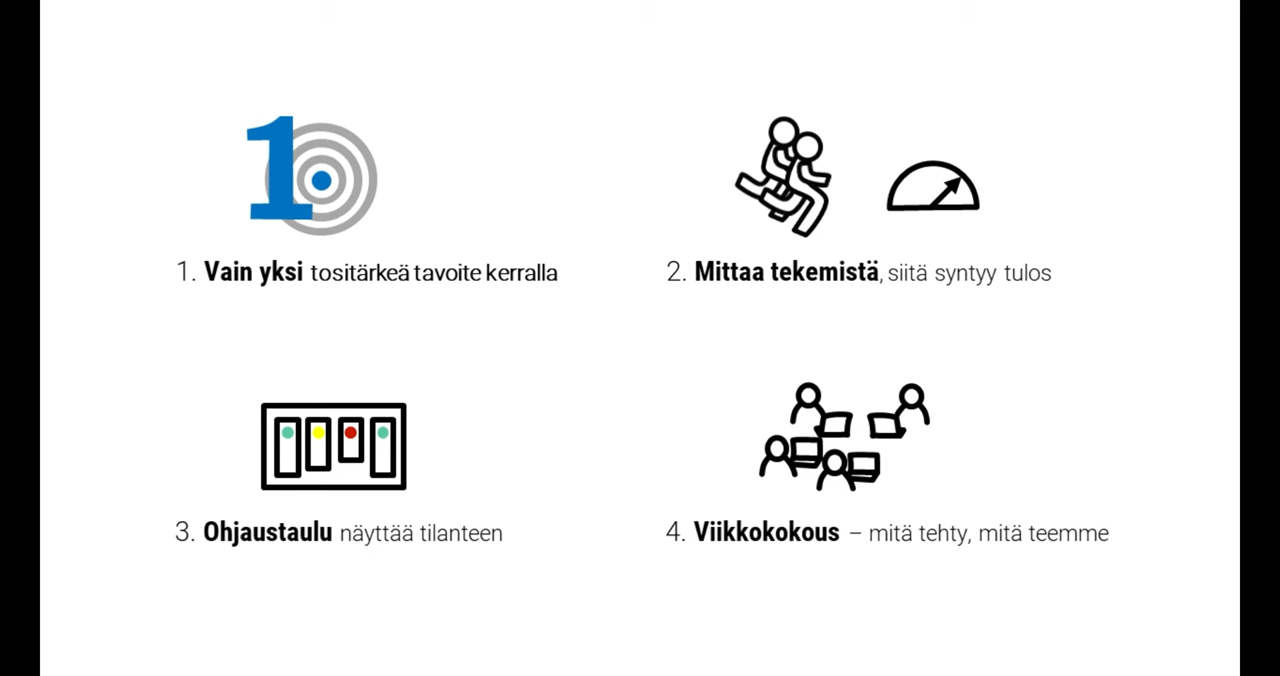 1
1. Vain yksi tositärkeä tavoite kerralla
2. Mittaa tekemistä, siitä syntyy tulos
3. Ohjaustaulu näyttää tilanteen
4. Viikkokokous – mitä tehty, mitä teemme